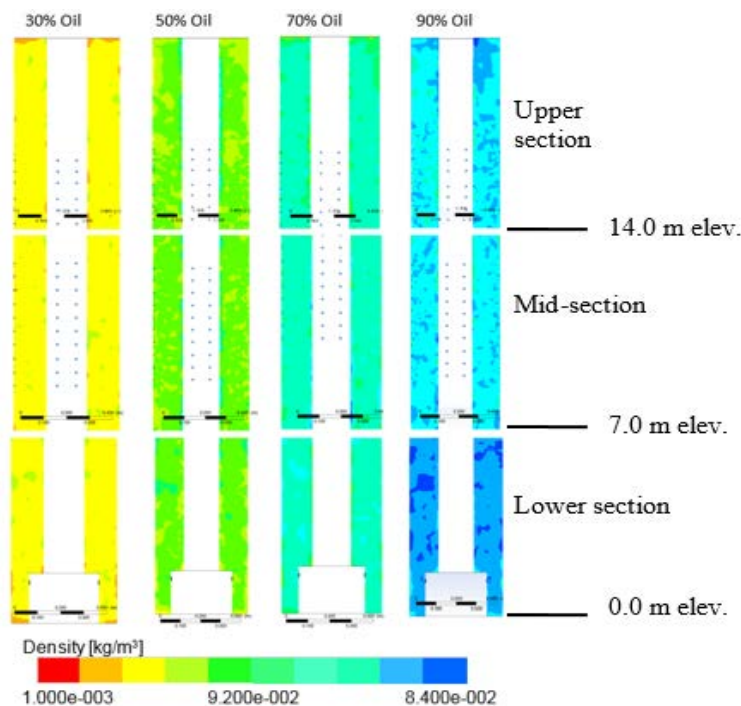 30% Oil 50% Oil 70% Oil 90% Oil
Upper
section
14.0 m elev.
Mid-section
7.0 m elev.
Lower section
0.0 m elev.
Density [kg/m³]
1.000e-003 9.200e-002 8.400e-002